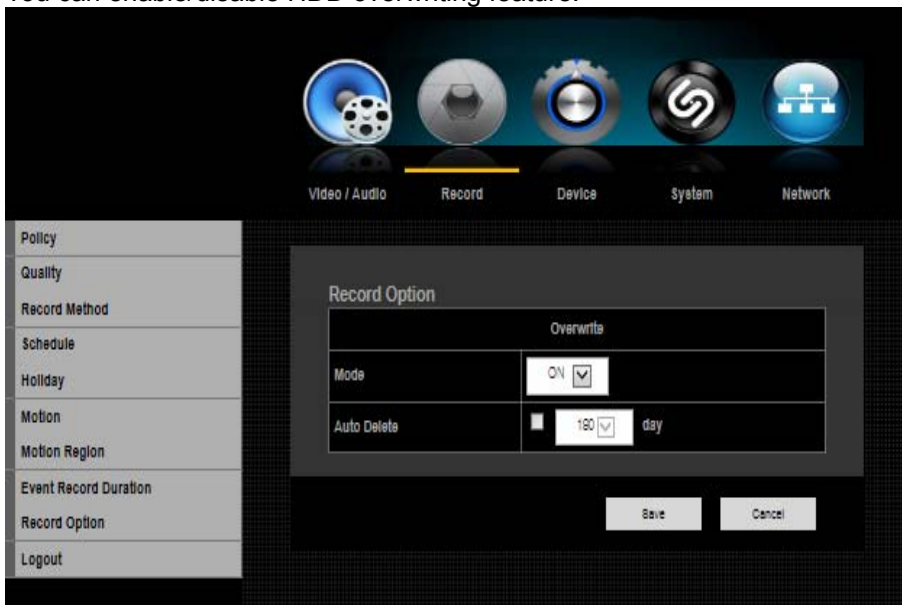 You can enable/disable HDD overwriting feature.
Video / Audio
Record
Device
System
Network
Policy
Quality
Record Method
Schedule
Holiday
Motion
Motion Region
Event Record Duration
Record Option
Logout
Record Option
Overwrite
Mode
ON
Auto Delete
180 day
Save
Cancel